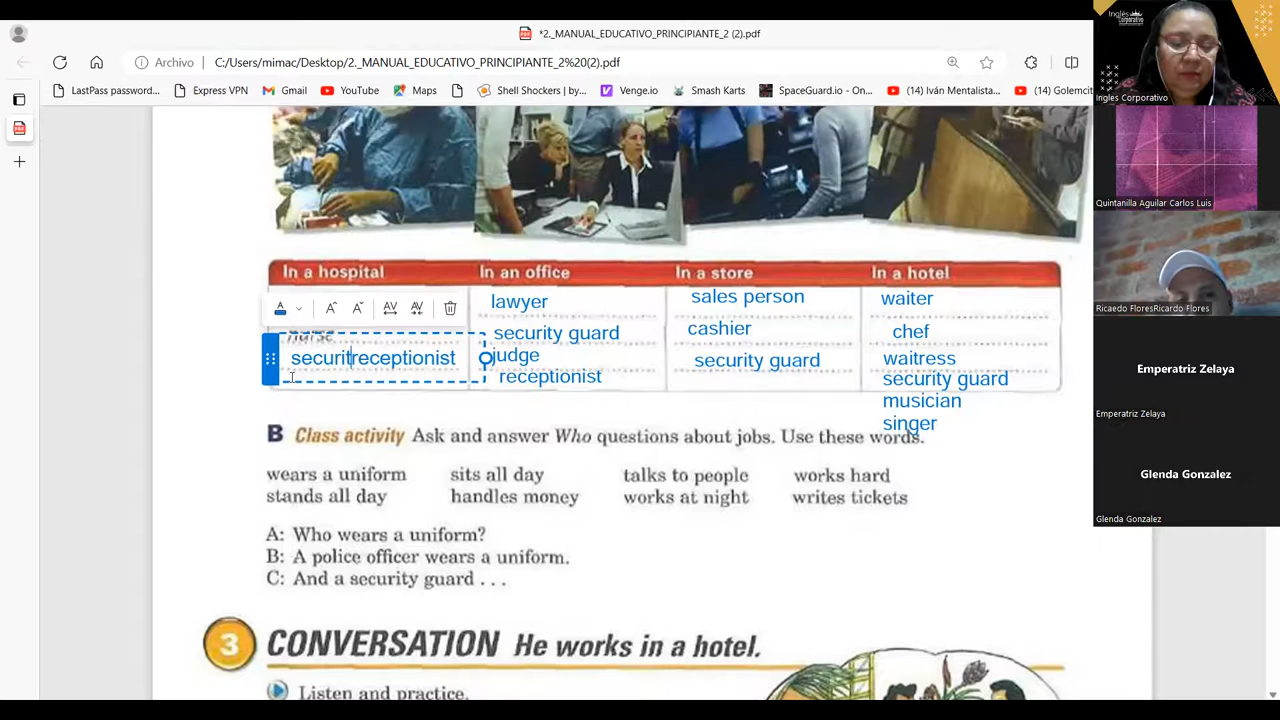 *2._MANUAL_EDUCATIVO_PRINCIPIANTE_2 (2).pdf
Archivo
C:/Users/mimac/Desktop/2._MANUAL_EDUCATIVO_PRINCIPIANTE_2%20(2).pdf
LastPass password...
Express VPN
Gmail
YouTube
Maps
Shell Shockers | by...
Venge.io
Smash Karts
SpaceGuard.io - On...
(14) Iván Mentalista...
(14) Golemcit
In a hospital
In an office
In a store
In a hotel
nurse
securitreceptionist
lawyer
security guard
judge
receptionist
sales person
cashier
security guard
waiter
chef
waitress
security guard
musician
singer
B Class activity Ask and answer Who questions about jobs. Use these words.
wears a uniform sits all day talks to people works hard
stands all day handles money works at night writes tickets
A: Who wears a uniform?
B: A police officer wears a uniform.
C: And a security guard . . .
3 CONVERSATION He works in a hotel.
Listen and practice.
Inglés
Corporativo
Ingles Corporativo
Quintanilla Aguilar Carlos Luis
Ricaedo FloresRicardo Flores
Emperatriz Zelaya
Emperatriz Zelaya
Glenda Gonzalez
Glenda Gonzalez